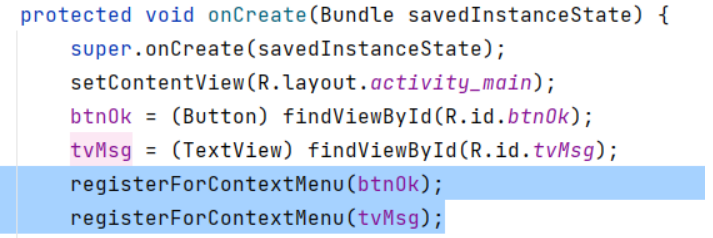 protected void onCreate(Bundle savedInstanceState) {
super.onCreate(savedInstanceState);
setContentView(R.layout.activity_main);
btnOk = (Button) findViewById(R.id.btnOk);
tvMsg = (TextView) findViewById(R.id.tvMsg);
registerForContextMenu(btnOk);
registerForContextMenu(tvMsg);